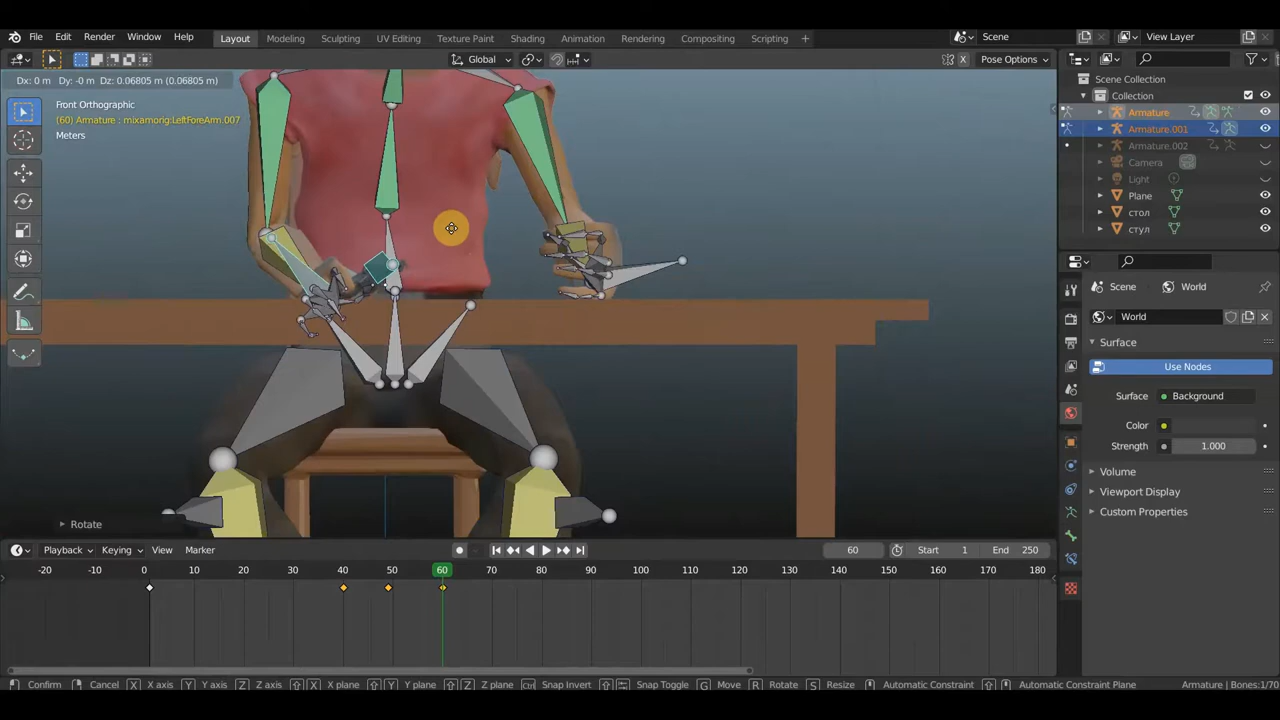 File Edit Render Window Help Layout Modeling Sculpting UV Editing Texture Paint Shading Animation Rendering Compositing Scripting + Scene View Layer
Global Pose Options
Dx: 0 m Dy: -0 m Dz: 0.06805 m (0.06805 m)
Front Orthographic
(60) Armature : mixamorig:LeftForeArm.007
Meters
Scene Collection
Collection
Armature
Armature.001
Armature.002
Camera
Light
Plane
стол
стул
Scene World
World
Surface
Use Nodes
Surface Background
Color
Strength 1.000
Volume
Viewport Display
Custom Properties
Rotate
Playback Keying View Marker 60 Start 1 End 250
-20 -10 0 10 20 30 40 50 60 70 80 90 100 110 120 130 140 150 160 170 180
Confirm Cancel X X axis Y Y axis Z Z axis X X plane Y Y plane Z Z plane Ctrl Snap Invert Snap Toggle G Move R Rotate S Resize Automatic Constraint Automatic Constraint Plane Armature | Bones:1/70